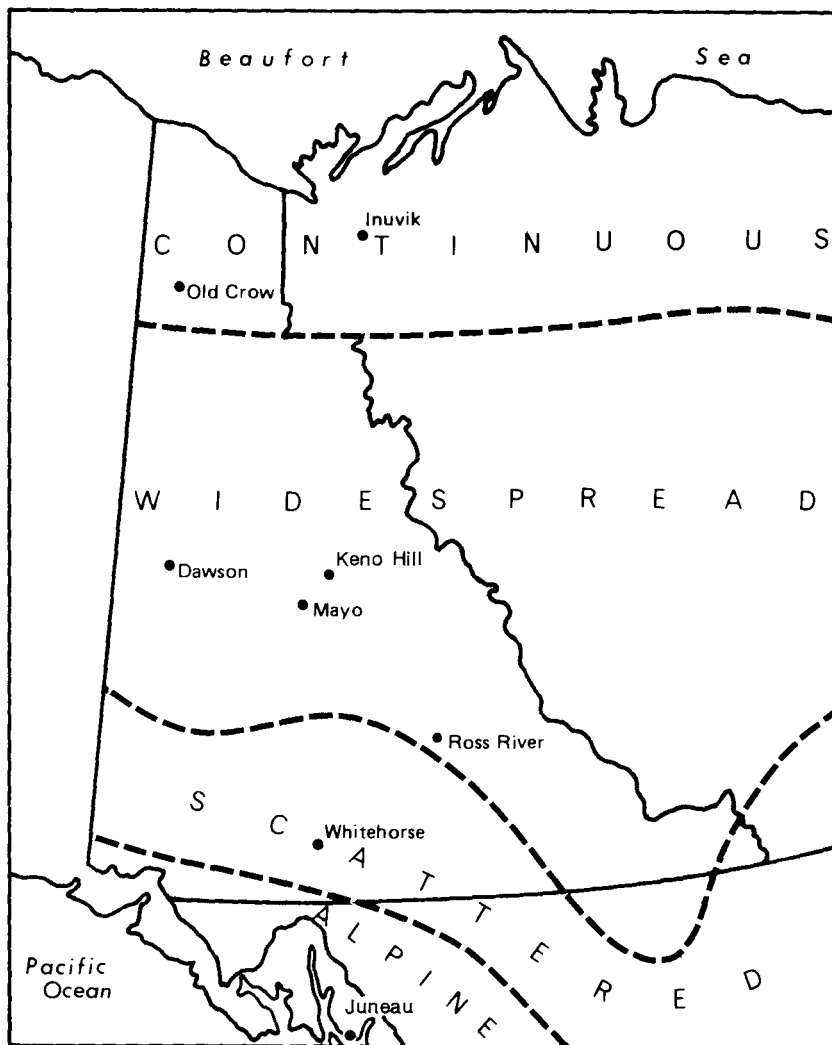 Beaufort Sea
Inuvik
CONTINUOUS
Old Crow
WIDESPREAD
Keno Hill
Dawson
Mayo
Ross River
SCATTERED
Whitehorse
ALPINE
Pacific
Ocean
Juneau